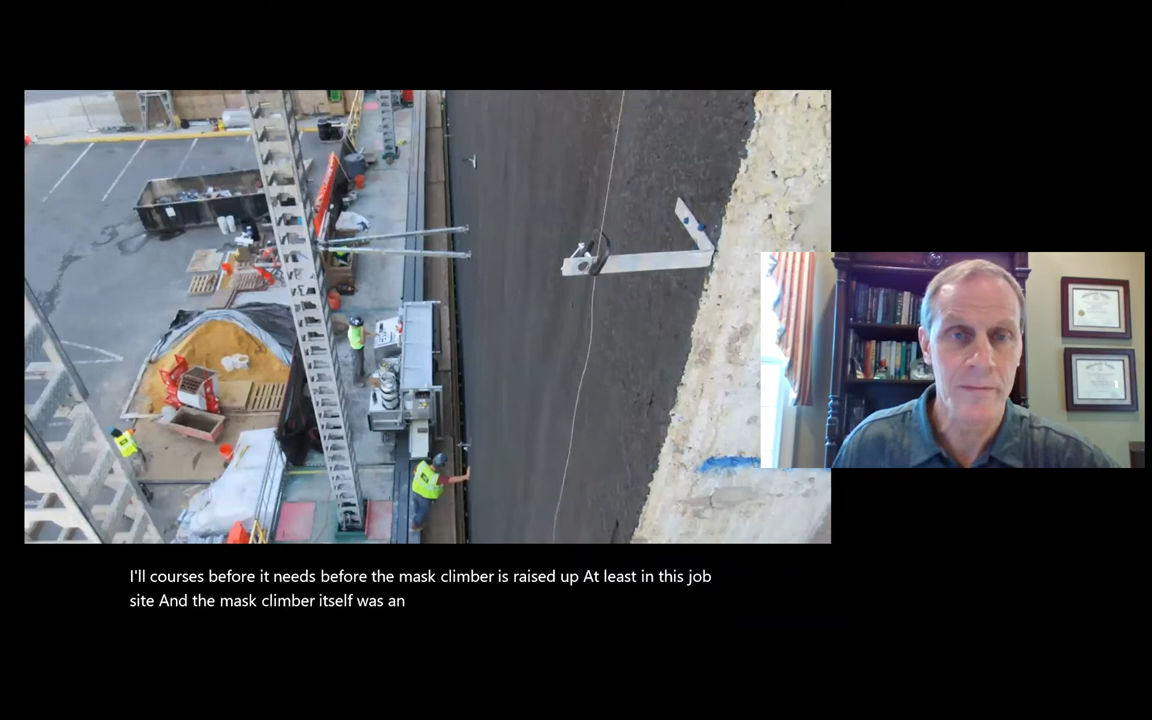 I'll courses before it needs before the mask climber is raised up At least in this job
site And the mask climber itself was an